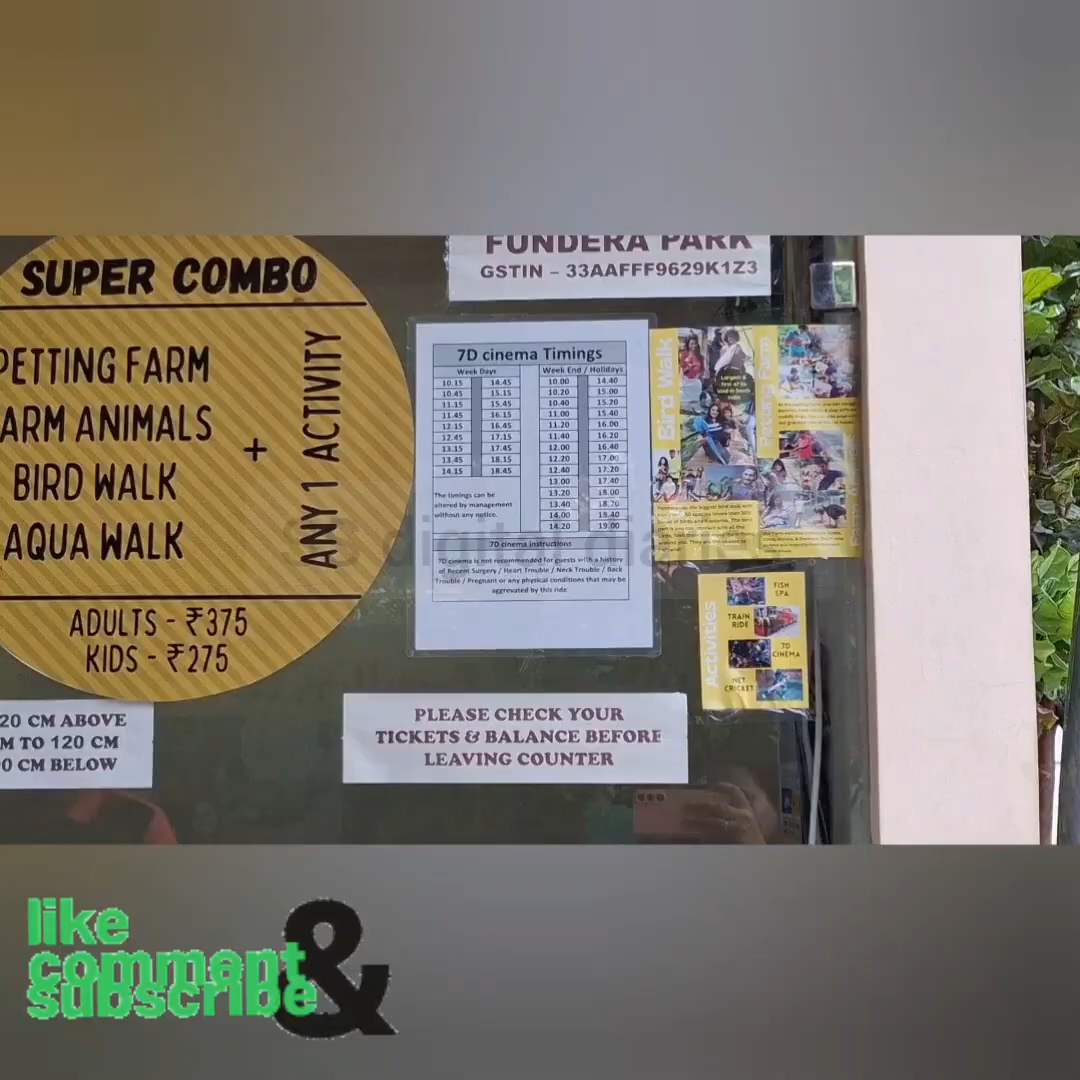 SUPER COMBO
PETTING FARM
ARM ANIMALS
BIRD WALK
AQUA WALK
+
ANY 1 ACTIVITY
ADULTS - ₹375
KIDS - ₹275
20 CM ABOVE
M TO 120 CM
0 CM BELOW
FUNDERA PARK
GSTIN – 33AAFFF9629K1Z3
7D cinema Timings
Week Days
10.15 14.45
10.45 15.15
11.15 15.45
11.45 16.15
12.15 16.45
12.45 17.15
13.15 17.45
13.45 18.15
14.15 18.45
The timings can be
altered by management
without any notice.
Week End / Holidays
10.00 14.40
10.20 15.00
10.40 15.20
11.00 15.40
11.20 16.00
11.40 16.20
12.00 16.40
12.20 17.00
12.40 17.20
13.00 17.40
13.20 18.00
13.40
14.00 18.40
14.20 19.00
7D cinema instructions
7D cinema is not recommended for guests with a history
of Recent Surgery / Heart Trouble / Neck Trouble / Back
Trouble / Pregnant or any physical conditions that may be
aggrevated by this ride.
Bird Walk
Petting Farm
Activities
FISH
SPA
TRAIN
RIDE
7D
CINEMA
NET
CRICKET
PLEASE CHECK YOUR
TICKETS & BALANCE BEFORE
LEAVING COUNTER
like
comment
subscribe
&